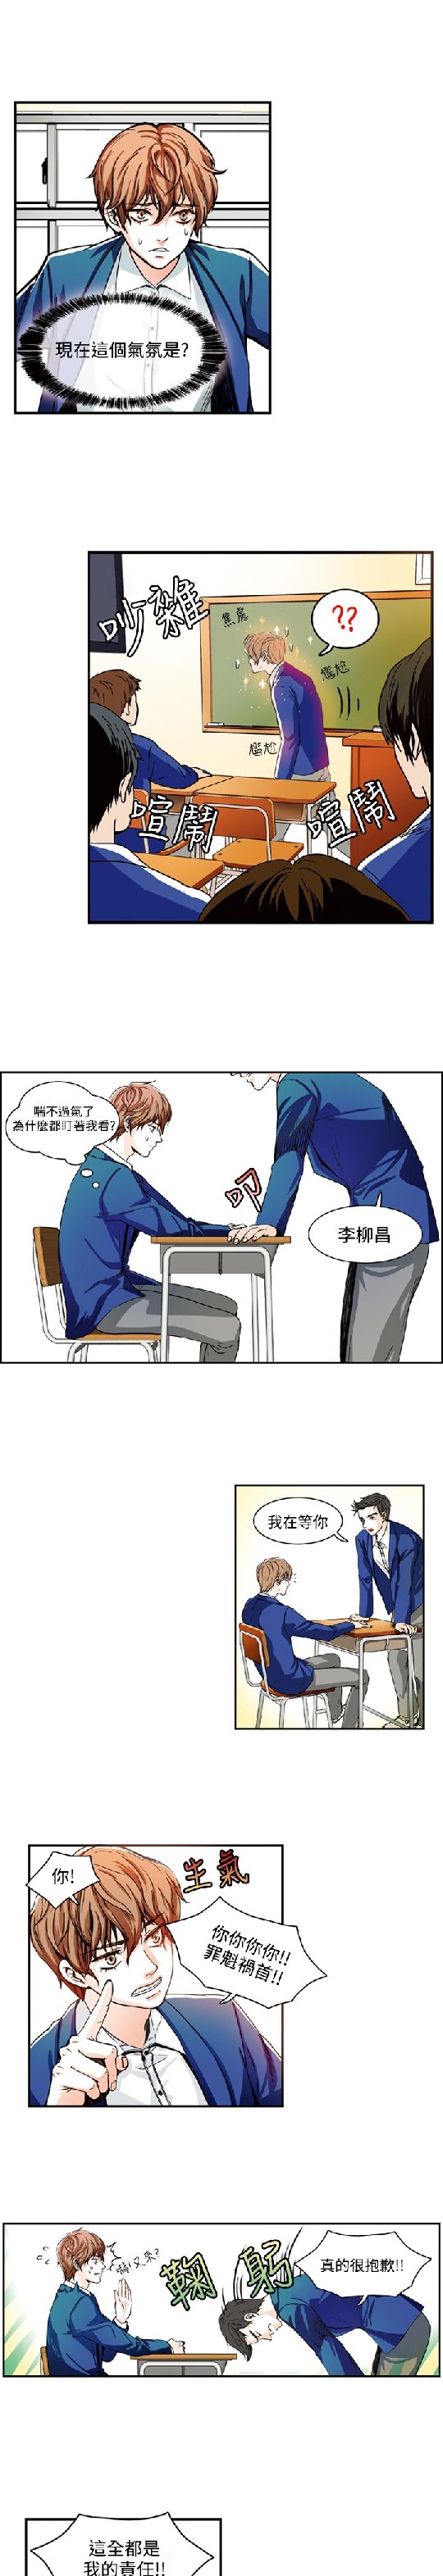 現在這個氣氛是?
吵雜
焦慮
??
尷尬
尷尬
喧鬧
喧鬧
喘不過氣了
為什麼都盯著我看?
叩
李柳昌
我在等你
你!
生氣
你你你你!!
罪魁禍首!!
又來?
鞠躬
真的很抱歉!!
這全都是
我的責任!!